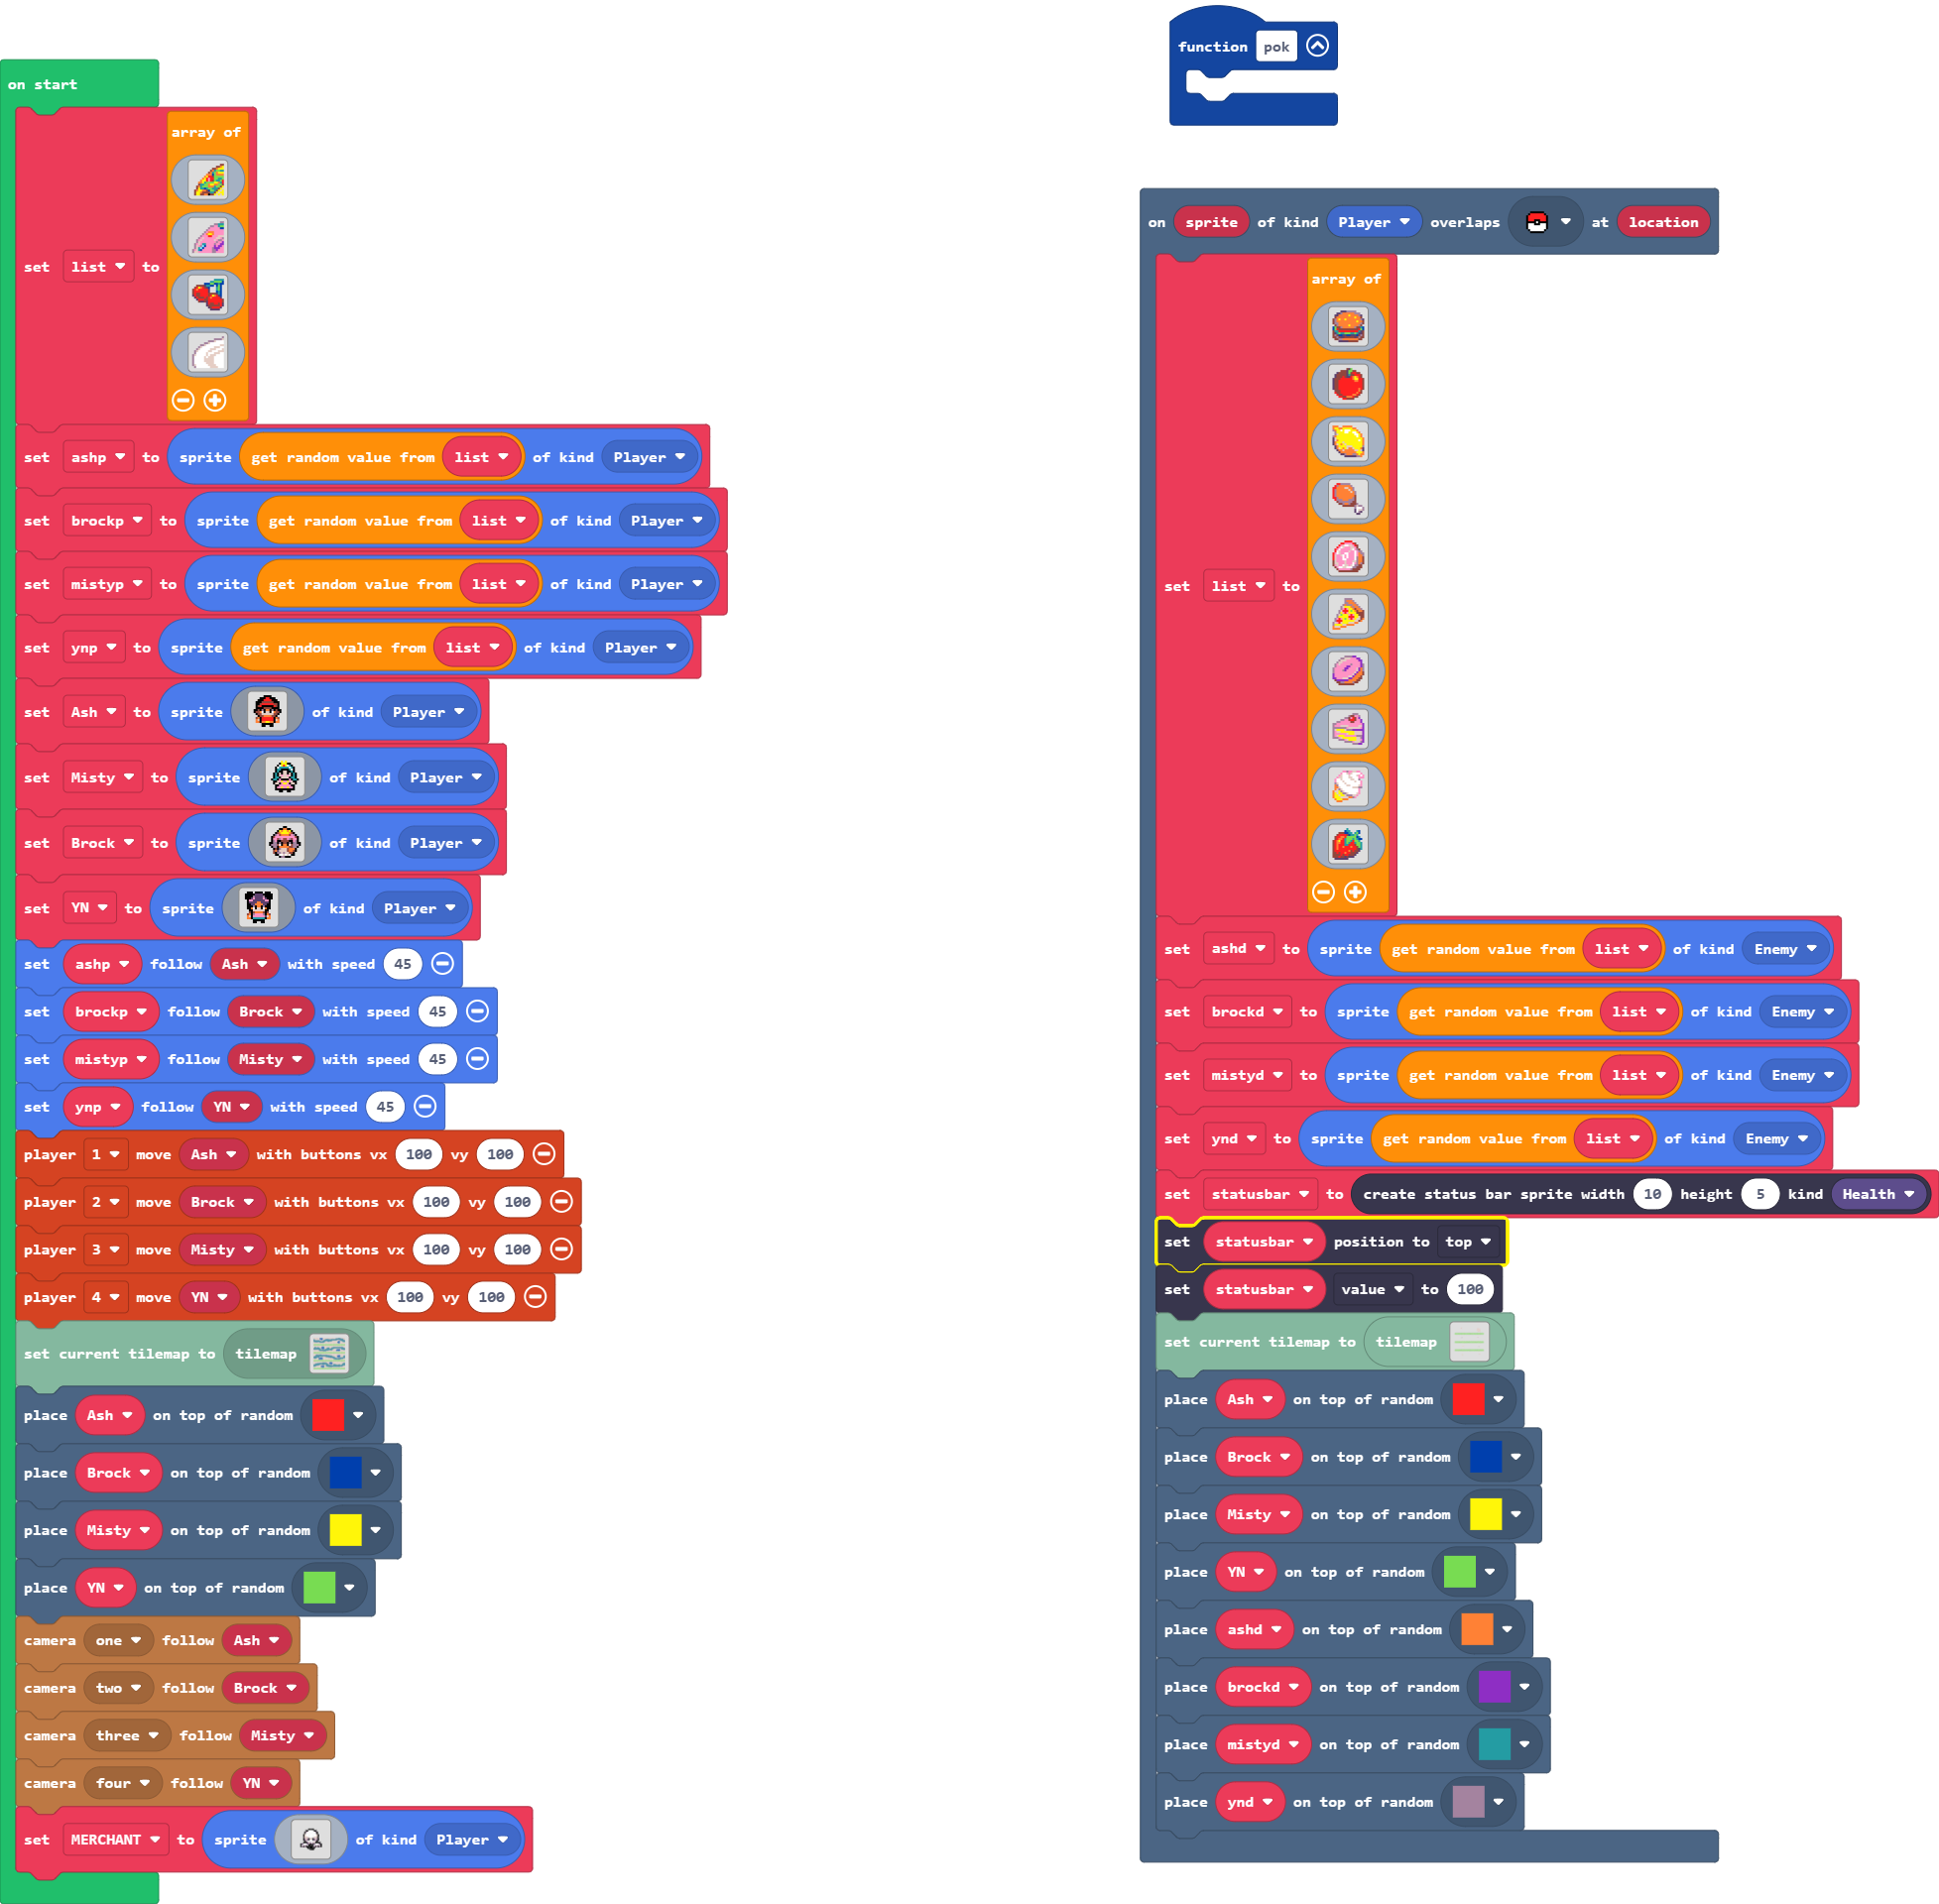 on start
array of
set list to
set ashp to sprite get random value from list of kind Player
set brockp to sprite get random value from list of kind Player
set mistyp to sprite get random value from list of kind Player
set ynp to sprite get random value from list of kind Player
set Ash to sprite of kind Player
set Misty to sprite of kind Player
set Brock to sprite of kind Player
set YN to sprite of kind Player
set ashp follow Ash with speed 45
set brockp follow Brock with speed 45
set mistyp follow Misty with speed 45
set ynp follow YN with speed 45
player 1 move Ash with buttons vx 100 vy 100
player 2 move Brock with buttons vx 100 vy 100
player 3 move Misty with buttons vx 100 vy 100
player 4 move YN with buttons vx 100 vy 100
set current tilemap to tilemap
place Ash on top of random
place Brock on top of random
place Misty on top of random
place YN on top of random
camera one follow Ash
camera two follow Brock
camera three follow Misty
camera four follow YN
set MERCHANT to sprite of kind Player
function pok
on sprite of kind Player overlaps at location
array of
set list to
set ashd to sprite get random value from list of kind Enemy
set brockd to sprite get random value from list of kind Enemy
set mistyd to sprite get random value from list of kind Enemy
set ynd to sprite get random value from list of kind Enemy
set statusbar to create status bar sprite width 10 height 5 kind Health
set statusbar position to top
set statusbar value to 100
set current tilemap to tilemap
place Ash on top of random
place Brock on top of random
place Misty on top of random
place YN on top of random
place ashd on top of random
place brockd on top of random
place mistyd on top of random
place ynd on top of random